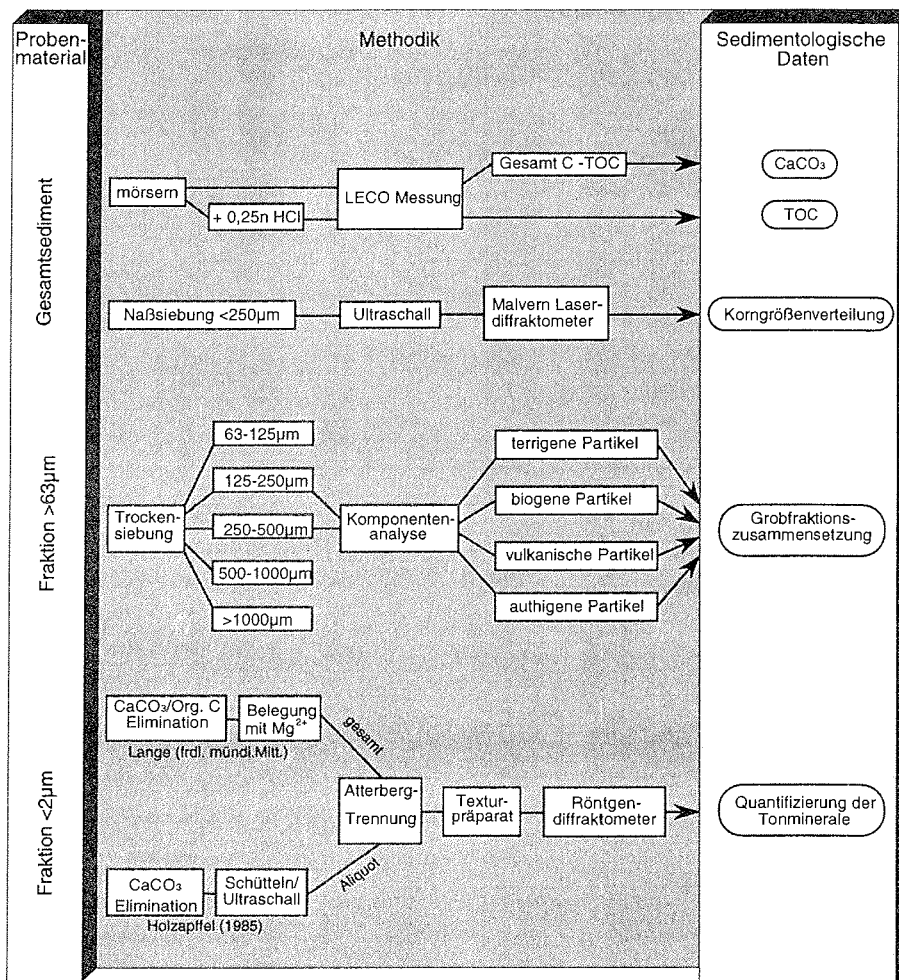 Proben-
material
Methodik
Sedimentologische
Daten
Gesamtsediment
mörsern
+ 0,25n HCl
LECO Messung
Gesamt C -TOC
CaCO₃
TOC
Naßsiebung <250µm
Ultraschall
Malvern Laser-
diffraktometer
Korngrößenverteilung
Fraktion >63µm
Trocken-
siebung
63-125µm
125-250µm
250-500µm
500-1000µm
>1000µm
Komponenten-
analyse
terrigene Partikel
biogene Partikel
vulkanische Partikel
authigene Partikel
Grobfraktions-
zusammensetzung
Fraktion <2µm
CaCO₃/Org. C
Elimination
Belegung
mit Mg²⁺
Lange (frdl. mündl.Mitt.)
gesamt
Atterberg-
Trennung
Textur-
präparat
Röntgen-
diffraktometer
Quantifizierung der
Tonminerale
CaCO₃
Elimination
Schütteln/
Ultraschall
Aliquot
Holzapffel (1985)